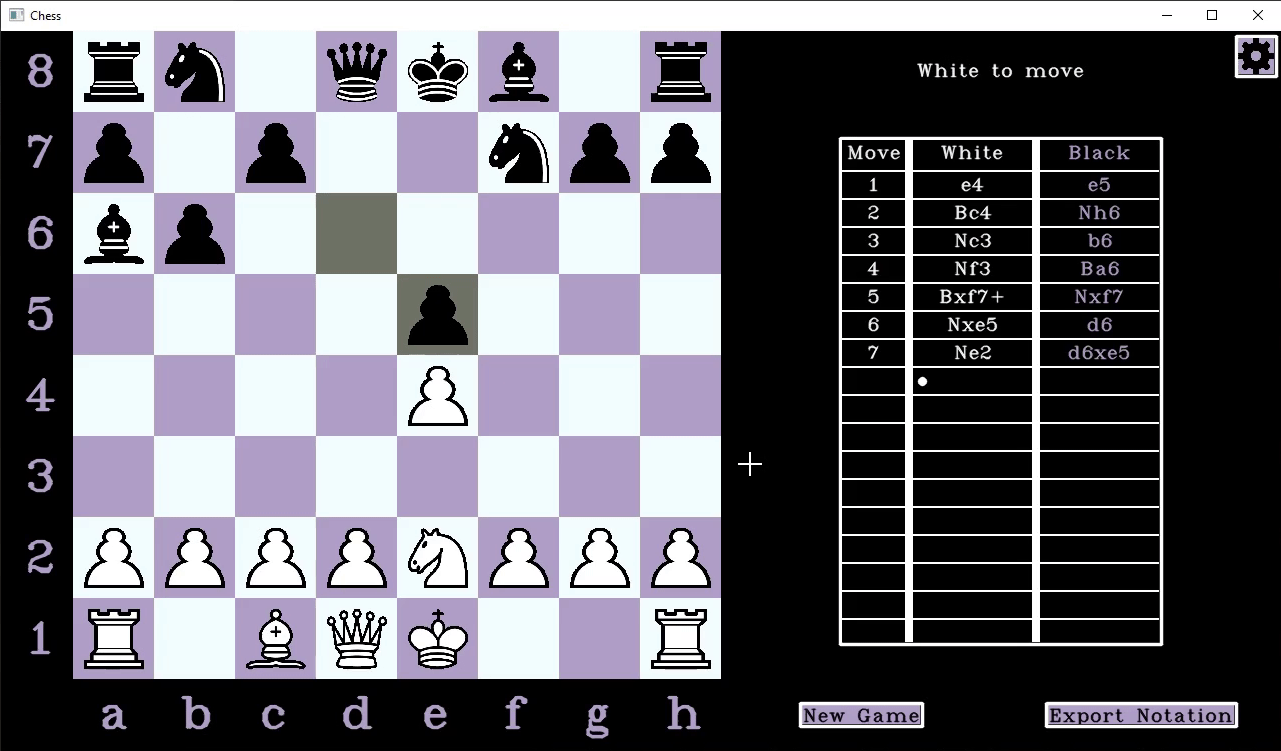 Chess
8
7
6
5
4
3
2
1
a b c d e f g h
White to move
Move White Black
1 e4 e5
2 Bc4 Nh6
3 Nc3 b6
4 Nf3 Ba6
5 Bxf7+ Nxf7
6 Nxe5 d6
7 Ne2 d6xe5
New Game Export Notation